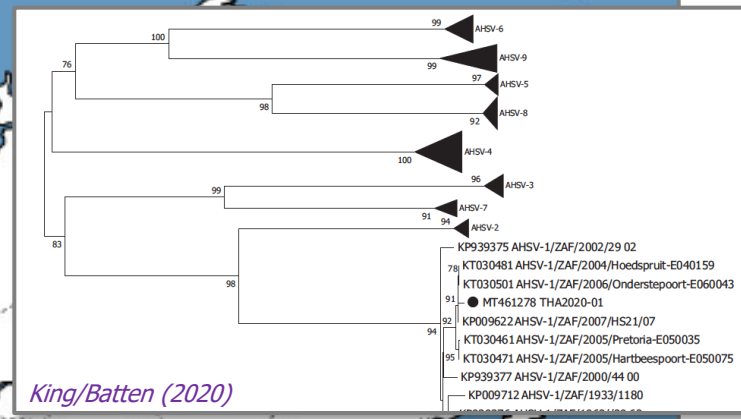 99
AHSV-6
100
99
AHSV-9
76
97
AHSV-5
98
92
AHSV-8
100
AHSV-4
96
AHSV-3
99
91
AHSV-7
94
AHSV-2
83
98
KP939375 AHSV-1/ZAF/2002/29 02
78
KT030481 AHSV-1/ZAF/2004/Hoedspruit-E040159
KT030501 AHSV-1/ZAF/2006/Onderstepoort-E060043
91
MT461278 THA2020-01
94
92
KP009622 AHSV-1/ZAF/2007/HS21/07
KT030461 AHSV-1/ZAF/2005/Pretoria-E050035
95
KT030471 AHSV-1/ZAF/2005/Hartbeespoort-E050075
KP939377 AHSV-1/ZAF/2000/44 00
KP009712 AHSV-1/ZAF/1933/1180
King/Batten (2020)